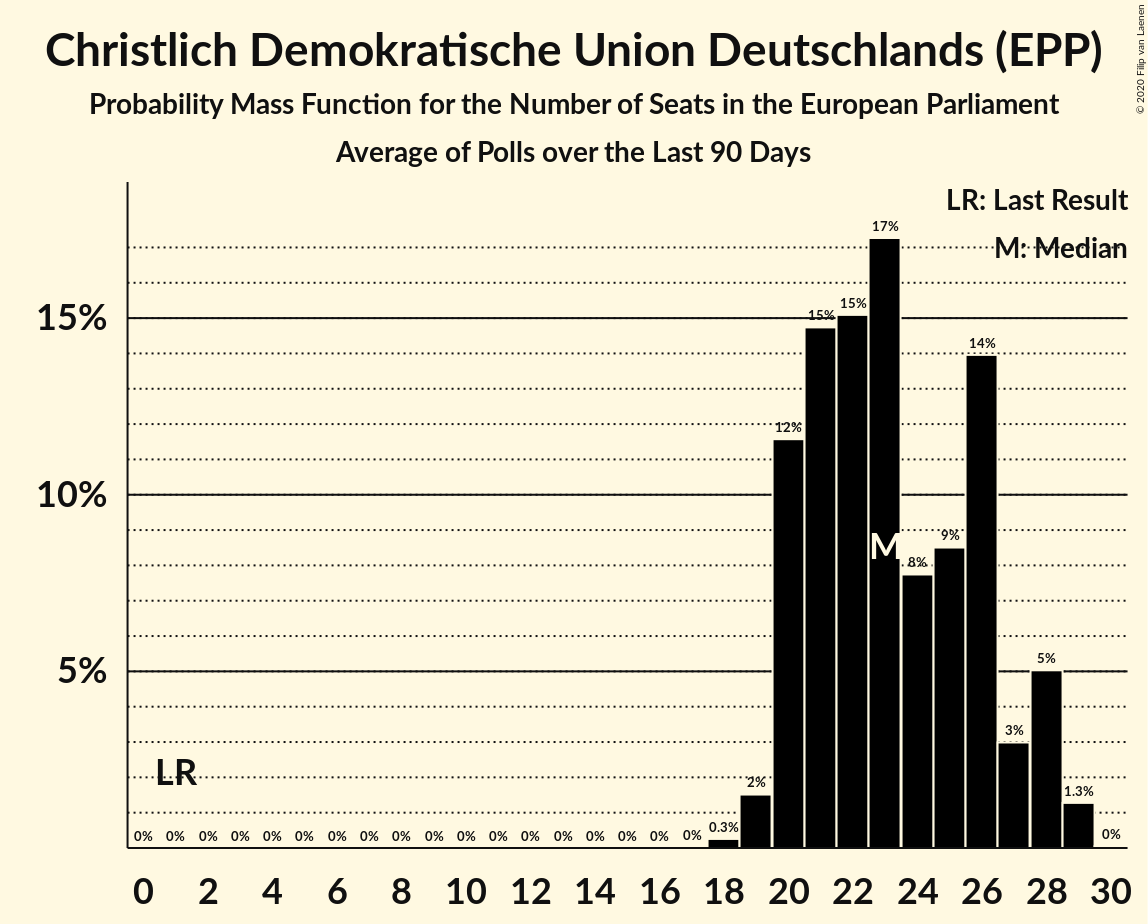 Christlich Demokratische Union Deutschlands (EPP)
Probability Mass Function for the Number of Seats in the European Parliament
Average of Polls over the Last 90 Days
© 2020 Filip van Laenen
LR: Last Result
M: Median
17%
15% 15%
15%
14%
12%
10%
M
9%
8%
5%
5%
3%
LR
2%
1.3%
0% 0% 0% 0% 0% 0% 0% 0% 0% 0% 0% 0% 0% 0% 0% 0% 0% 0% 0.3% 0%
0 2 4 6 8 10 12 14 16 18 20 22 24 26 28 30